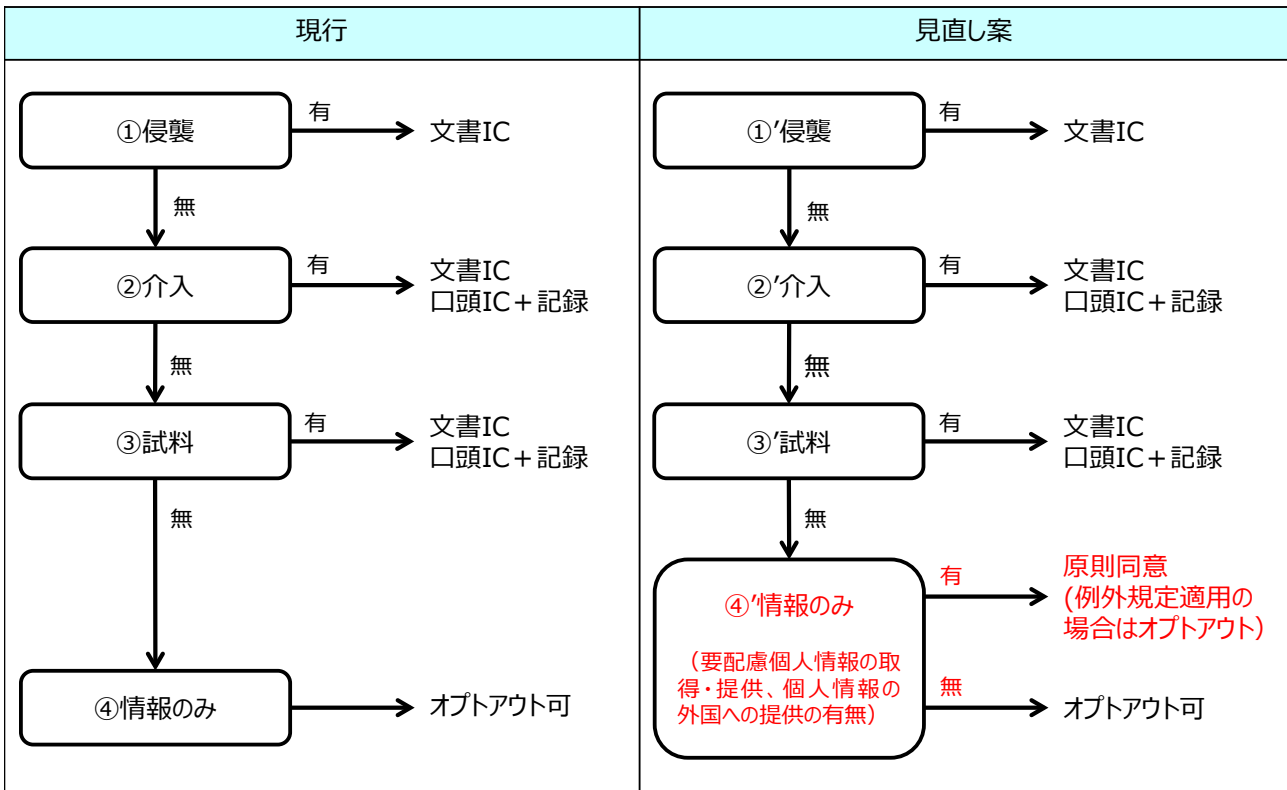 現行
①侵襲
有
文書IC
無
②介入
有
文書IC
口頭IC＋記録
無
③試料
有
文書IC
口頭IC＋記録
無
④情報のみ
オプトアウト可
見直し案
①’侵襲
有
文書IC
無
②’介入
有
文書IC
口頭IC＋記録
無
③’試料
有
文書IC
口頭IC＋記録
無
④’情報のみ
（要配慮個人情報の取
得・提供、個人情報の
外国への提供の有無）
有
原則同意
(例外規定適用の
場合はオプトアウト）
無
オプトアウト可